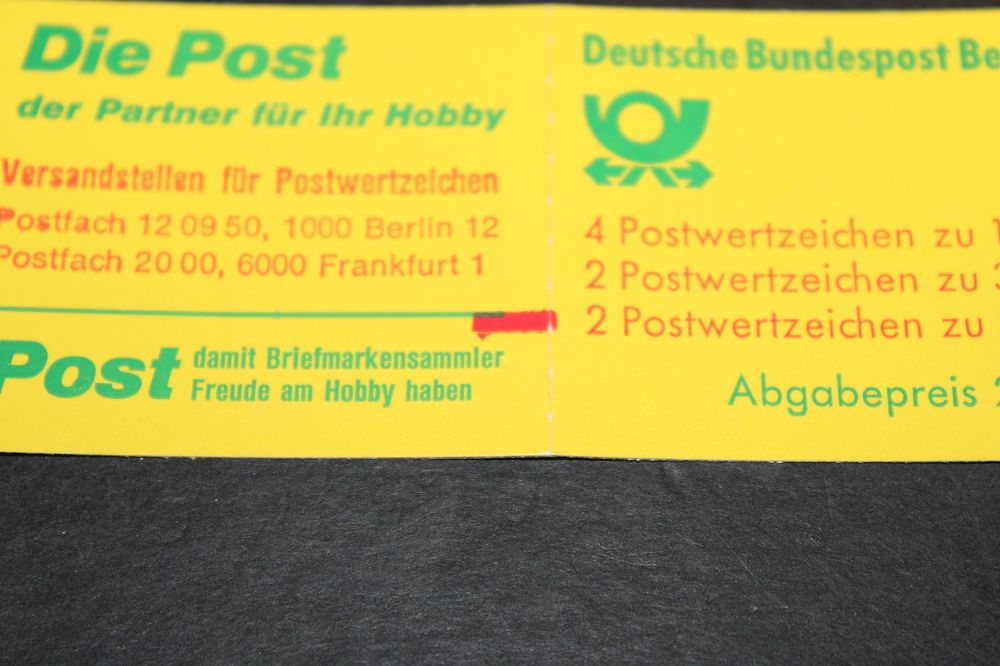 Die Post
der Partner für Ihr Hobby
Versandstellen für Postwertzeichen
Postfach 12 09 50, 1000 Berlin 12
Postfach 20 00, 6000 Frankfurt 1
Post damit Briefmarkensammler
Freude am Hobby haben
Deutsche Bundespost
4 Postwertzeichen zu
2 Postwertzeichen zu
2 Postwertzeichen zu
Abgabepreis